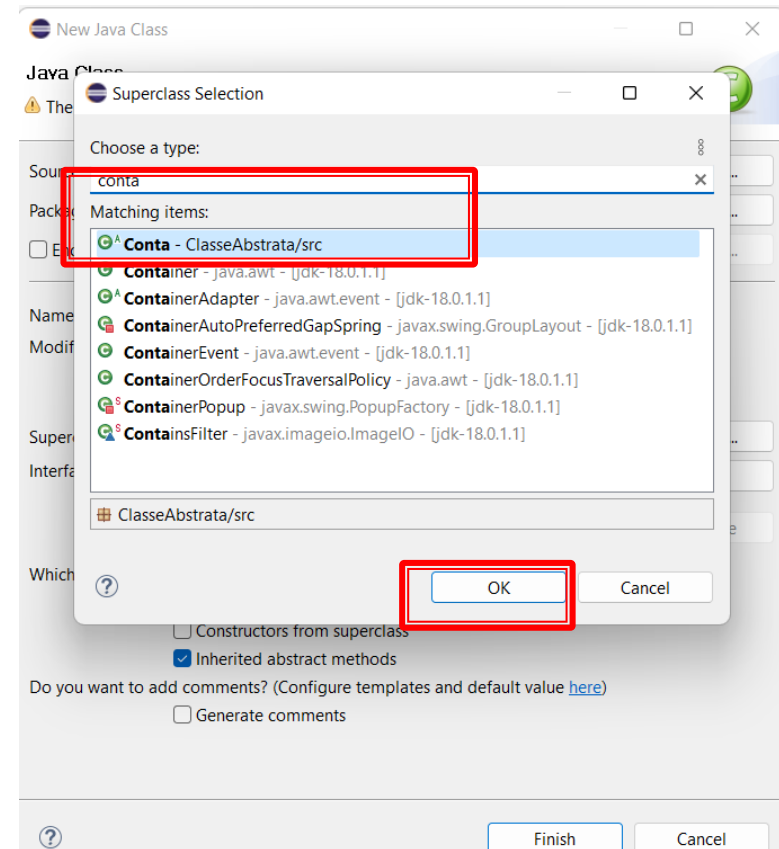 New Java Class
Java Class
The
Superclass Selection
Choose a type:
conta
Matching items:
Conta - ClasseAbstrata/src
Container - java.awt - [jdk-18.0.1.1]
ContainerAdapter - java.awt.event - [jdk-18.0.1.1]
ContainerAutoPreferredGapSpring - javax.swing.GroupLayout - [jdk-18.0.1.1]
ContainerEvent - java.awt.event - [jdk-18.0.1.1]
ContainerOrderFocusTraversalPolicy - java.awt - [jdk-18.0.1.1]
ContainerPopup - javax.swing.PopupFactory - [jdk-18.0.1.1]
ContainsFilter - javax.imageio.ImageIO - [jdk-18.0.1.1]
ClasseAbstrata/src
OK Cancel
Name
Modif
Super
Interfa
Which
Constructors from superclass
Inherited abstract methods
Do you want to add comments? (Configure templates and default value here)
Generate comments
Finish Cancel